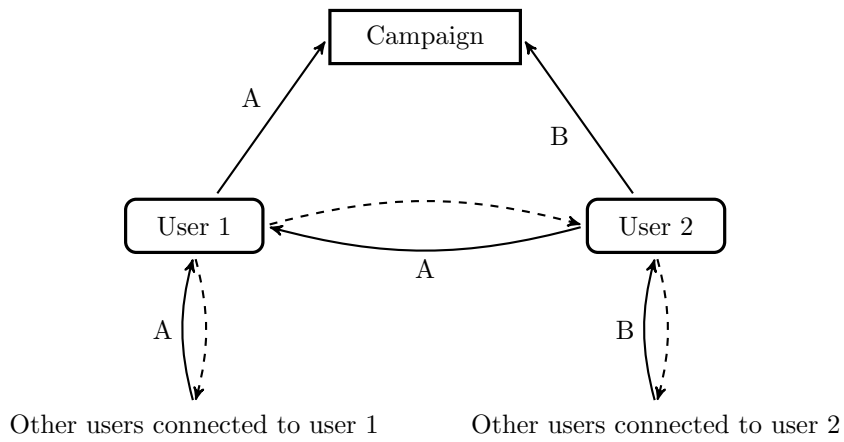 Campaign
A
B
User 1
User 2
A
A
B
Other users connected to user 1
Other users connected to user 2